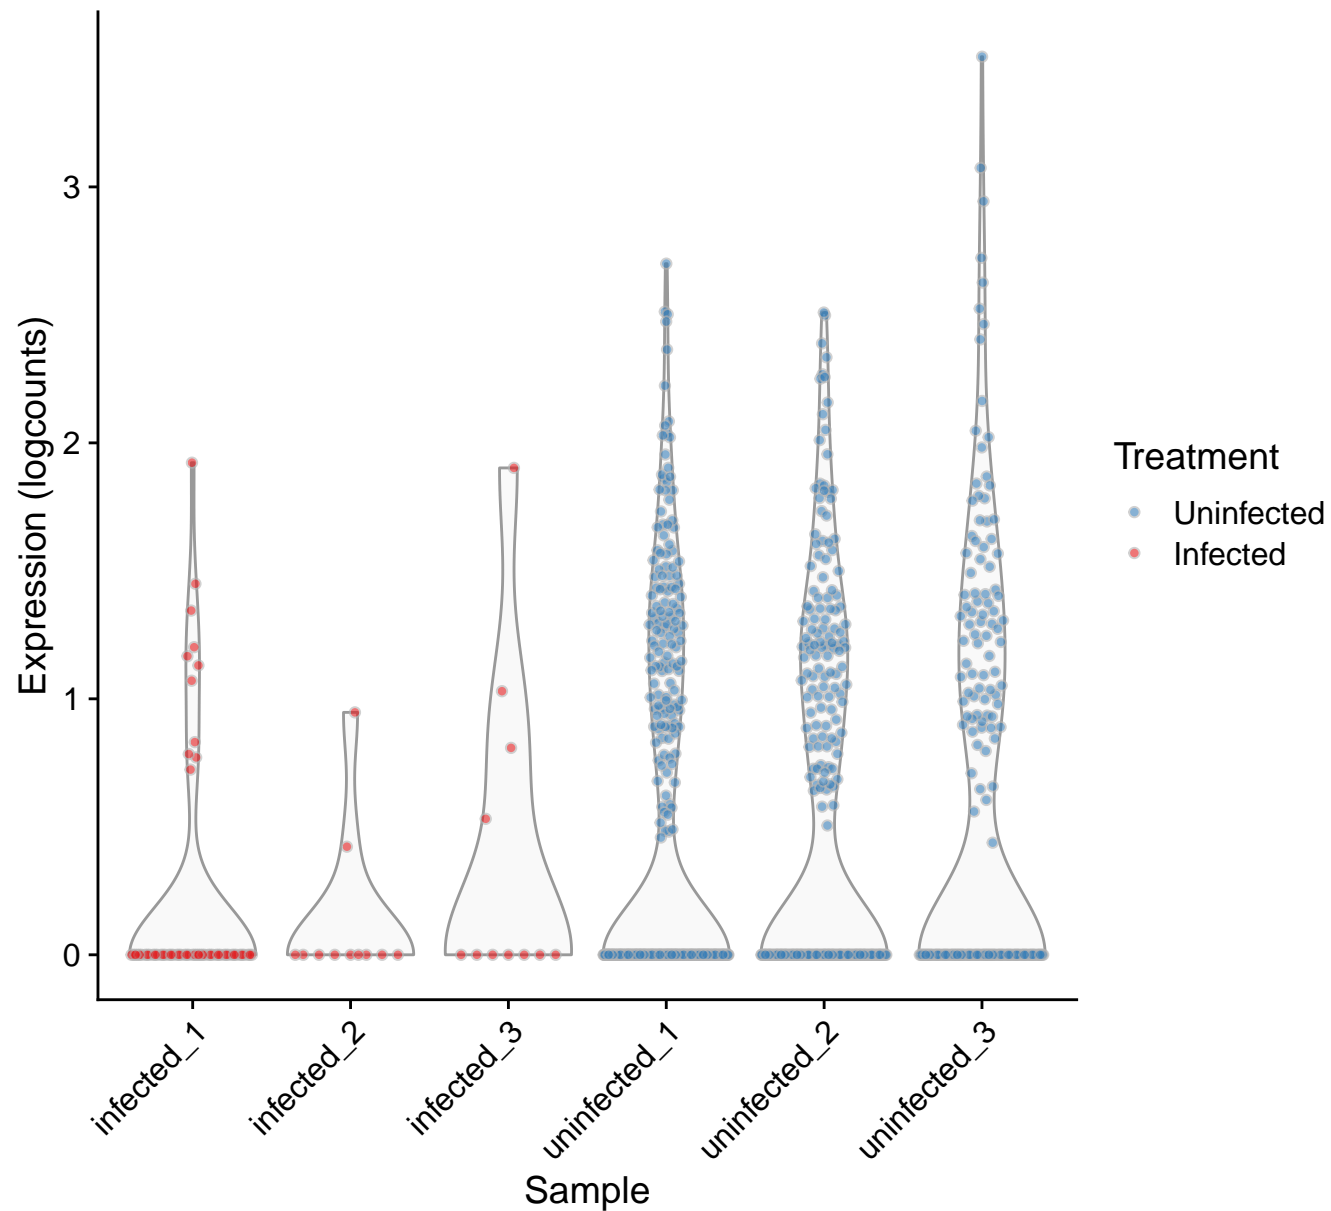 Expression (logcounts)
3
2
1
0
infected_1
infected_2
infected_3
uninfected_1
uninfected_2
uninfected_3
Sample
Treatment
Uninfected
Infected